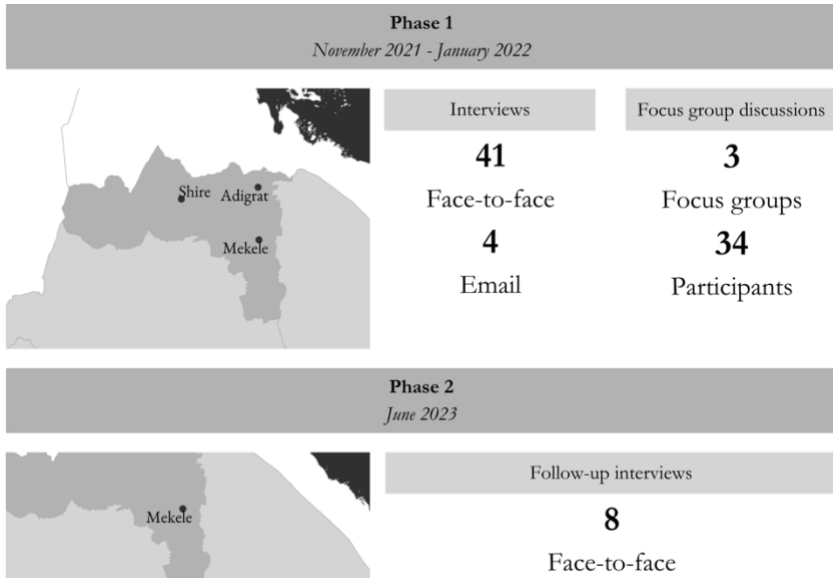 Phase 1
November 2021 - January 2022
Shire
Adigrat
Mekele
Interviews
41
Face-to-face
4
Email
Focus group discussions
3
Focus groups
34
Participants
Phase 2
June 2023
Mekele
Follow-up interviews
8
Face-to-face